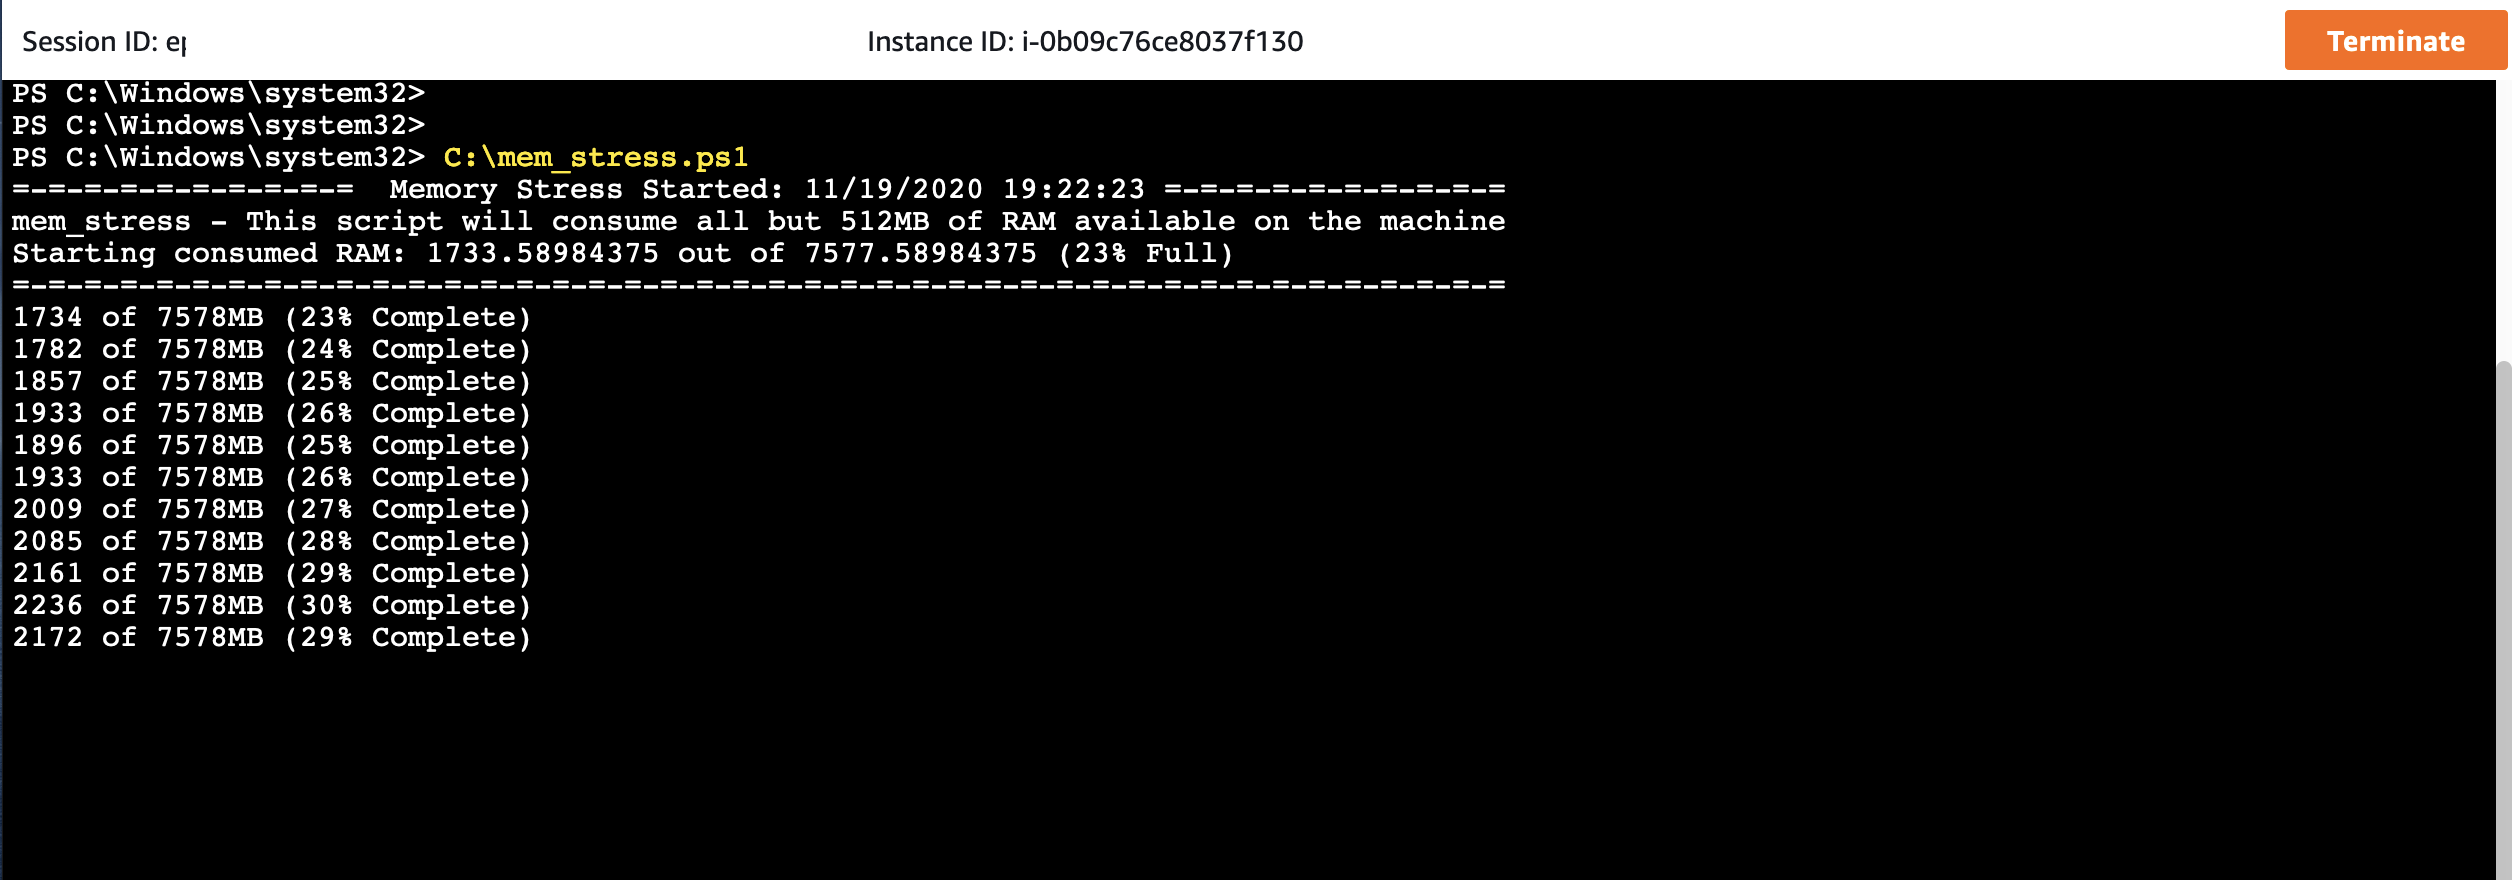 Session ID: ep
Instance ID: i-0b09c76ce8037f130
Terminate
PS C:\Windows\system32>
PS C:\Windows\system32>
PS C:\Windows\system32> C:\mem_stress.ps1
=-=-=-=-=-=-=-=-=-= Memory Stress Started: 11/19/2020 19:22:23 =-=-=-=-=-=-=-=-=-=
mem_stress - This script will consume all but 512MB of RAM available on the machine
Starting consumed RAM: 1733.58984375 out of 7577.58984375 (23% Full)
=-=-=-=-=-=-=-=-=-=-=-=-=-=-=-=-=-=-=-=-=-=-=-=-=-=-=-=-=-=-=-=-=-=-=-=-=-=-=-=-=-=
1734 of 7578MB (23% Complete)
1782 of 7578MB (24% Complete)
1857 of 7578MB (25% Complete)
1933 of 7578MB (26% Complete)
1896 of 7578MB (25% Complete)
1933 of 7578MB (26% Complete)
2009 of 7578MB (27% Complete)
2085 of 7578MB (28% Complete)
2161 of 7578MB (29% Complete)
2236 of 7578MB (30% Complete)
2172 of 7578MB (29% Complete)